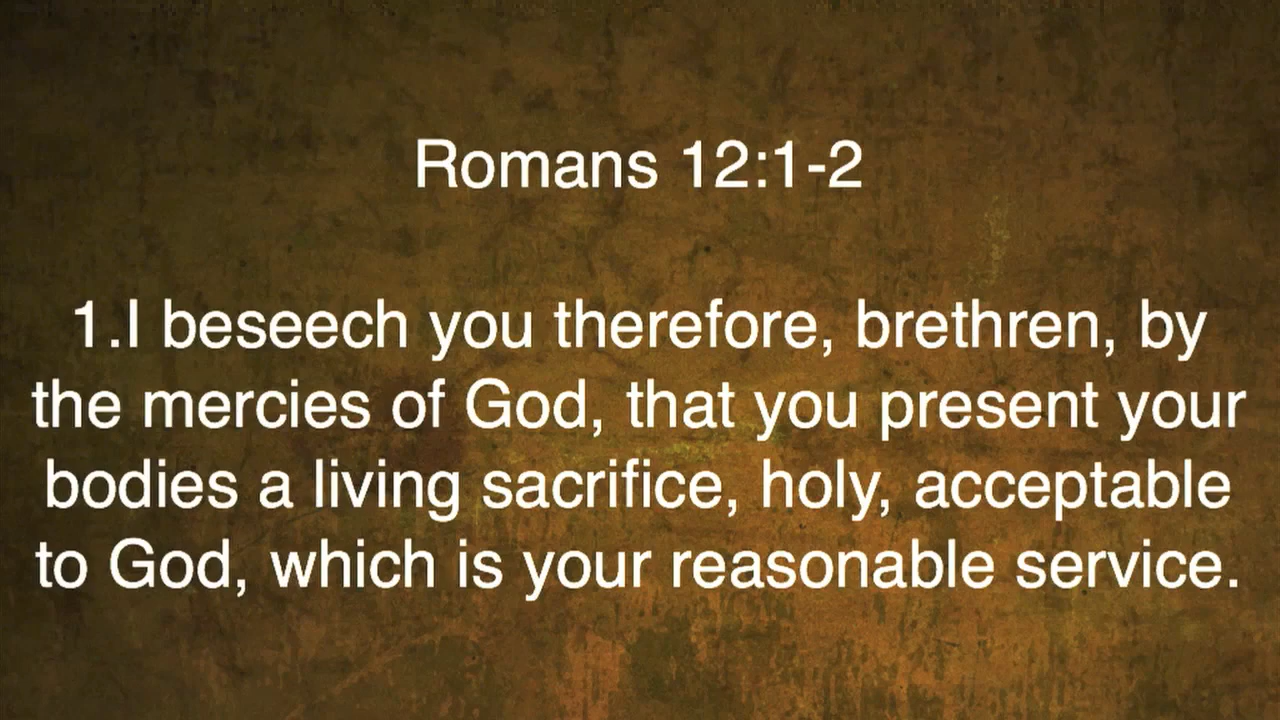 Romans 12:1-2
1.I beseech you therefore, brethren, by
the mercies of God, that you present your
bodies a living sacrifice, holy, acceptable
to God, which is your reasonable service.